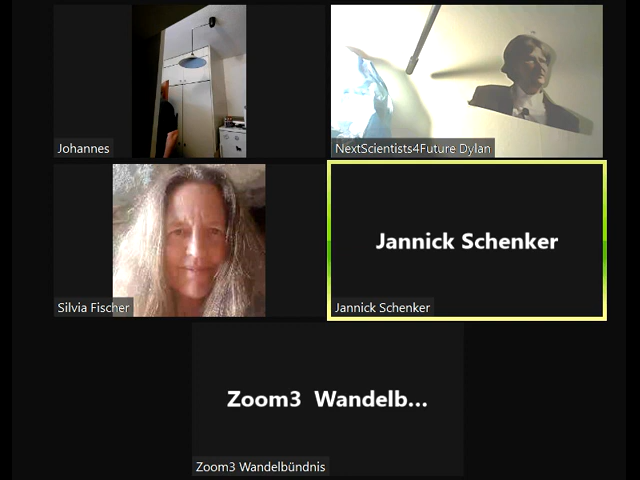 Johannes
NextScientists4Future Dylan
Silvia Fischer
Jannick Schenker
Jannick Schenker
Zoom3 Wandelb...
Zoom3 Wandelbündnis